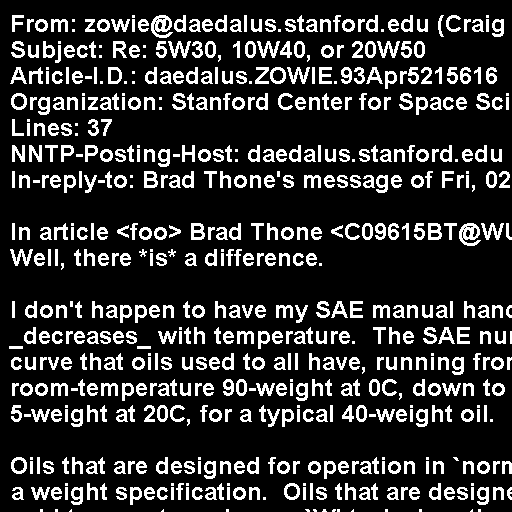 From: zowie@daedalus.stanford.edu (Craig
Subject: Re: 5W30, 10W40, or 20W50
Article-I.D.: daedalus.ZOWIE.93Apr5215616
Organization: Stanford Center for Space Sci
Lines: 37
NNTP-Posting-Host: daedalus.stanford.edu
In-reply-to: Brad Thone's message of Fri, 02

In article <foo> Brad Thone <C09615BT@WU
Well, there *is* a difference.

I don't happen to have my SAE manual hand
_decreases_ with temperature.  The SAE nu
curve that oils used to all have, running from
room-temperature 90-weight at 0C, down to
5-weight at 20C, for a typical 40-weight oil.

Oils that are designed for operation in `norm
a weight specification.  Oils that are designe